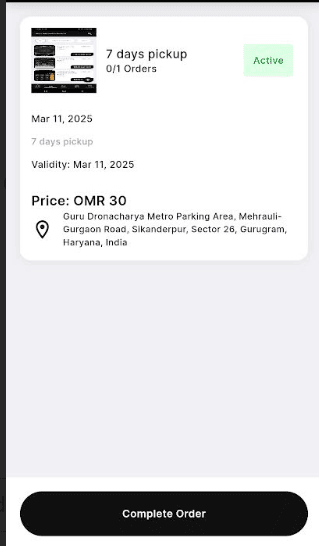 7 days pickup
0/1 Orders
Active
Mar 11, 2025
7 days pickup
Validity: Mar 11, 2025
Price: OMR 30
Guru Dronacharya Metro Parking Area, Mehrauli-
Gurgaon Road, Sikanderpur, Sector 26, Gurugram,
Haryana, India
Complete Order